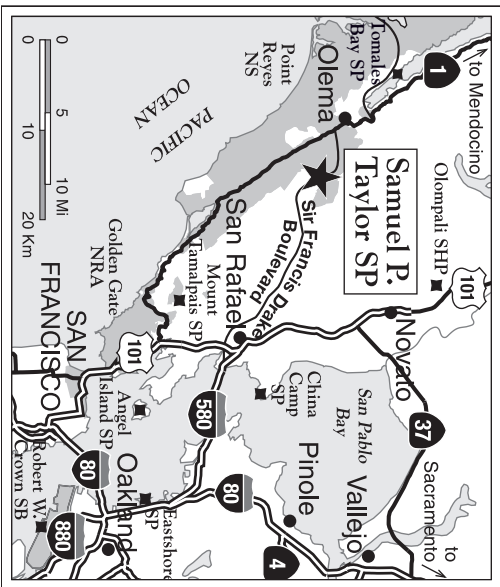 to Mendocino
1
Tomales
Bay SP
Olema
Point
Reyes
NS
PACIFIC
OCEAN
0 5 10 Mi
0 10 20 Km
Samuel P.
Taylor SP
Olompali SHP
101
Novato
37
to
Sacramento
Sir Francis Drake
Boulevard
San Rafael
Mount
Tamalpais SP
Golden Gate
NRA
San Pablo
Bay
Vallejo
China
Camp
SP
Pinole
4
580
80
101
Angel
Island SP
SAN
FRANCISCO
Eastshore
SP
Oakland
80
880
Robert W.
Crown SB